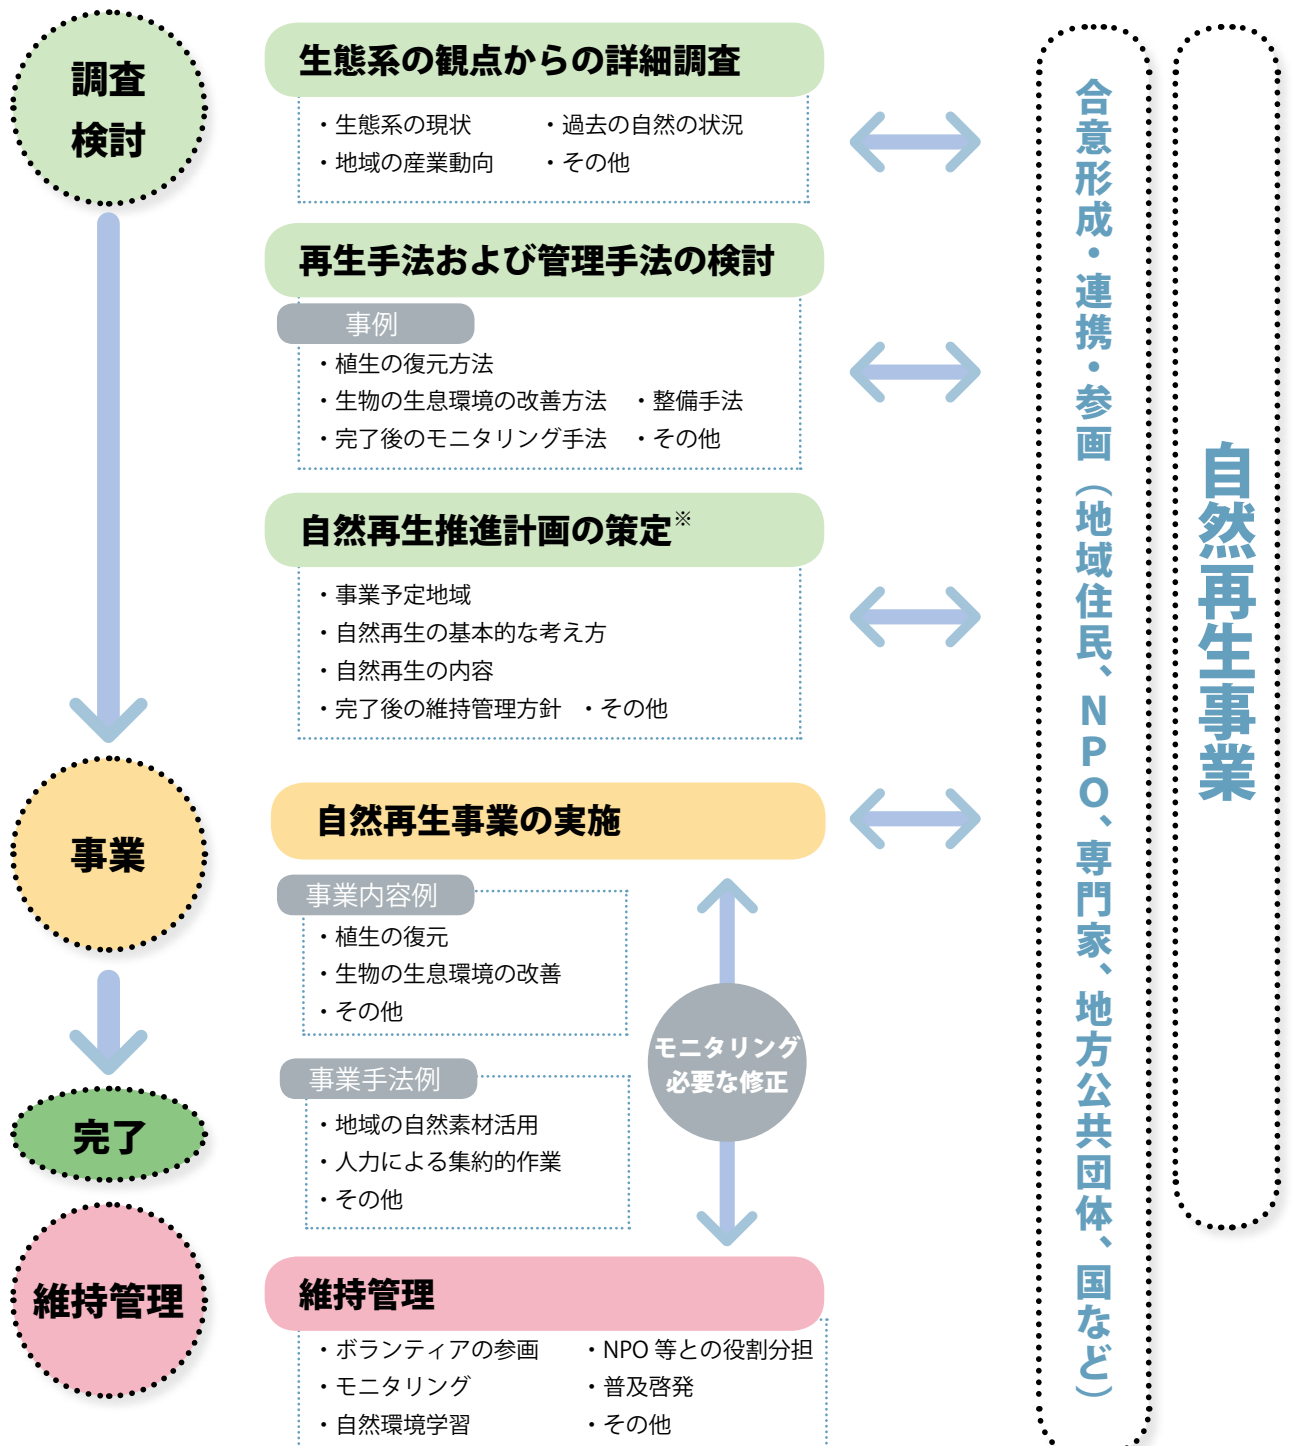 調査
検討
生態系の観点からの詳細調査
・生態系の現状　・過去の自然の状況
・地域の産業動向　・その他
再生手法および管理手法の検討
事例
・植生の復元方法
・生物の生息環境の改善方法　・整備手法
・完了後のモニタリング手法　・その他
自然再生推進計画の策定※
・事業予定地域
・自然再生の基本的な考え方
・自然再生の内容
・完了後の維持管理方針　・その他
事業
自然再生事業の実施
事業内容例
・植生の復元
・生物の生息環境の改善
・その他
モニタリング
必要な修正
事業手法例
・地域の自然素材活用
・人力による集約的作業
・その他
完了
維持管理
維持管理
・ボランティアの参画　・NPO 等との役割分担
・モニタリング　・普及啓発
・自然環境学習　・その他
合意形成・連携・参画（地域住民、NPO、専門家、地方公共団体、国など）
自然再生事業